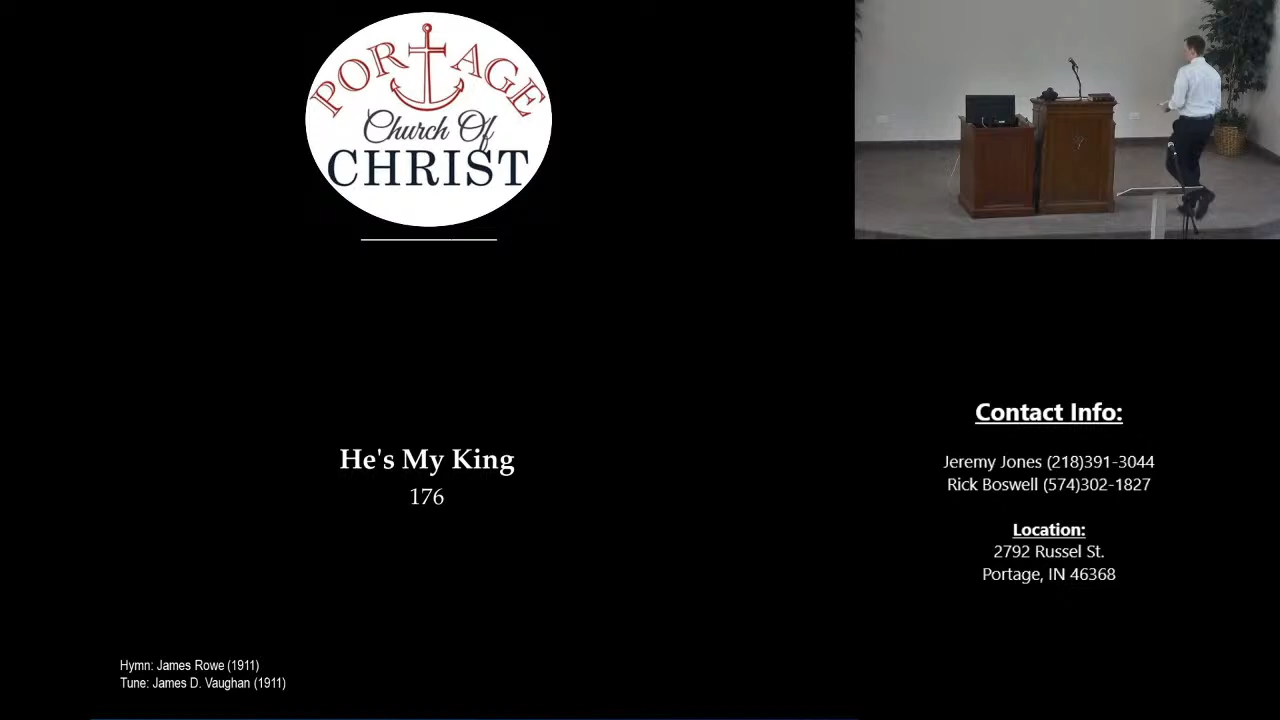 PORTAGE
Church Of
CHRIST
He's My King
176
Contact Info:
Jeremy Jones (218)391-3044
Rick Boswell (574)302-1827
Location:
2792 Russel St.
Portage, IN 46368
Hymn: James Rowe (1911)
Tune: James D. Vaughan (1911)